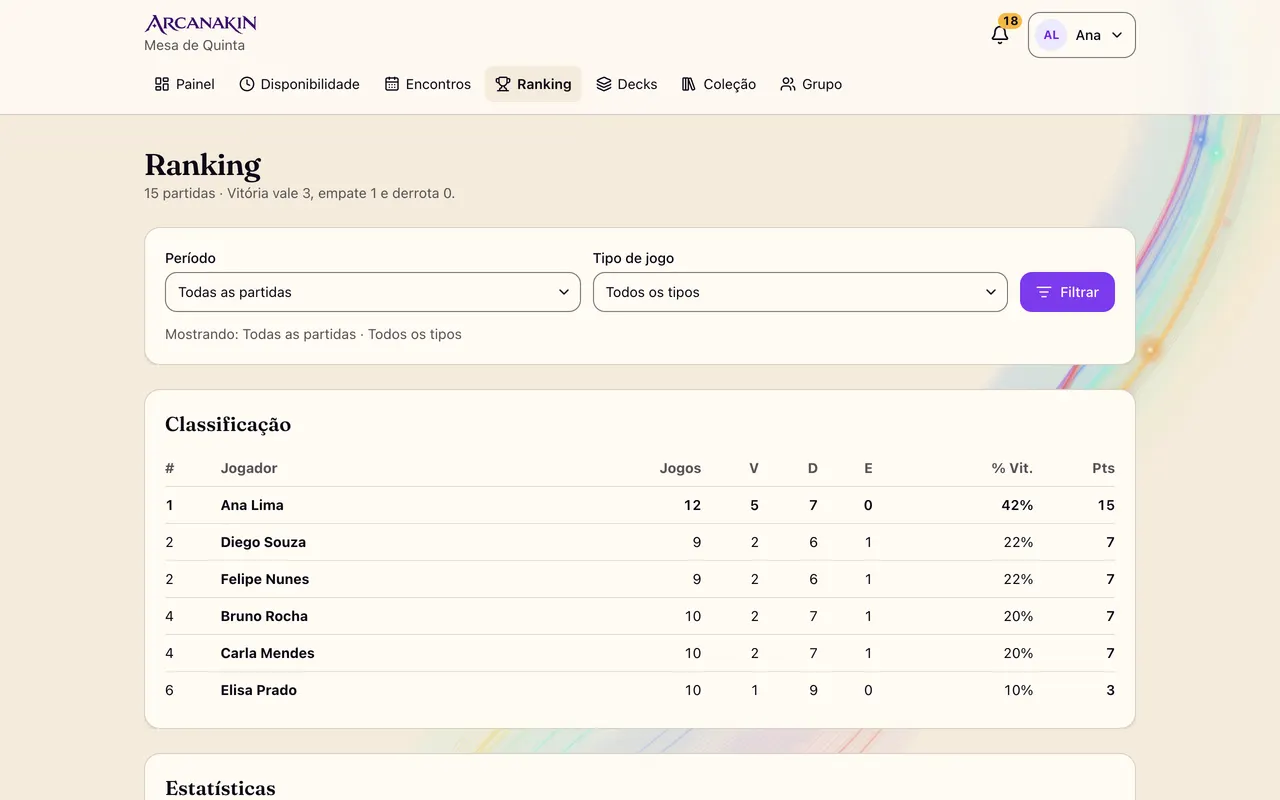 ARCANAKIN
Mesa de Quinta
18
AL Ana
Painel Disponibilidade Encontros Ranking Decks Coleção Grupo
Ranking
15 partidas · Vitória vale 3, empate 1 e derrota 0.
Período Tipo de jogo
Todas as partidas Todos os tipos Filtrar
Mostrando: Todas as partidas · Todos os tipos
Classificação
# Jogador Jogos V D E % Vit. Pts
1 Ana Lima 12 5 7 0 42% 15
2 Diego Souza 9 2 6 1 22% 7
2 Felipe Nunes 9 2 6 1 22% 7
4 Bruno Rocha 10 2 7 1 20% 7
4 Carla Mendes 10 2 7 1 20% 7
6 Elisa Prado 10 1 9 0 10% 3
Estatísticas